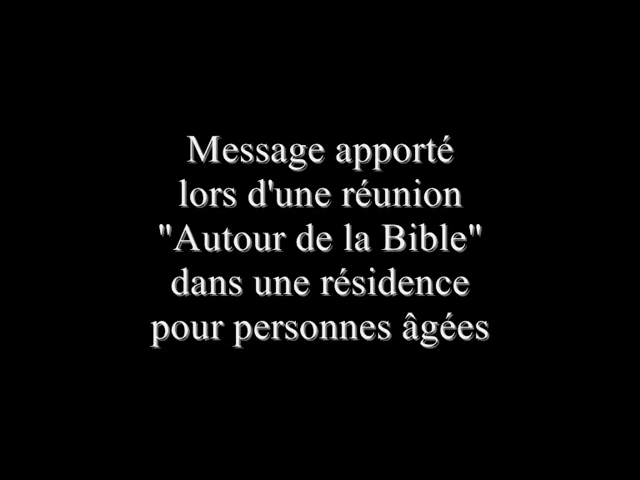 Message apporté
lors d'une réunion
"Autour de la Bible"
dans une résidence
pour personnes âgées